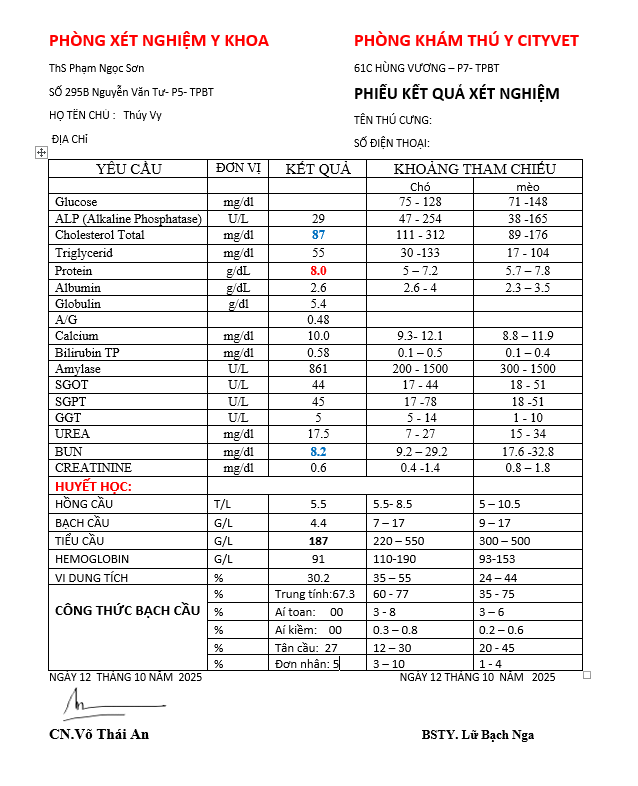 PHÒNG XÉT NGHIỆM Y KHOA PHÒNG KHÁM THÚ Y CITYVET
ThS Phạm Ngọc Sơn 61C HÙNG VƯƠNG – P7- TPBT
SỐ 295B Nguyễn Văn Tư- P5- TPBT PHIẾU KẾT QUẢ XÉT NGHIỆM
HỌ TÊN CHỦ : Thúy Vy TÊN THÚ CƯNG:
ĐỊA CHỈ SỐ ĐIỆN THOẠI:
YÊU CẦU ĐƠN VỊ KẾT QUẢ KHOẢNG THAM CHIẾU
Chó mèo
Glucose mg/dl 75 - 128 71 -148
ALP (Alkaline Phosphatase) U/L 29 47 - 254 38 -165
Cholesterol Total mg/dl 87 111 - 312 89 -176
Triglycerid mg/dl 55 30 -133 17 - 104
Protein g/dL 8.0 5 – 7.2 5.7 – 7.8
Albumin g/dL 2.6 2.6 - 4 2.3 – 3.5
Globulin g/dl 5.4
A/G 0.48
Calcium mg/dl 10.0 9.3- 12.1 8.8 – 11.9
Bilirubin TP mg/dl 0.58 0.1 – 0.5 0.1 – 0.4
Amylase U/L 861 200 - 1500 300 - 1500
SGOT U/L 44 17 - 44 18 - 51
SGPT U/L 45 17 -78 18 -51
GGT U/L 5 5 - 14 1 - 10
UREA mg/dl 17.5 7 - 27 15 - 34
BUN mg/dl 8.2 9.2 – 29.2 17.6 -32.8
CREATININE mg/dl 0.6 0.4 -1.4 0.8 – 1.8
HUYẾT HỌC:
HỒNG CẦU T/L 5.5 5.5- 8.5 5 – 10.5
BẠCH CẦU G/L 4.4 7 – 17 9 – 17
TIỂU CẦU G/L 187 220 – 550 300 – 500
HEMOGLOBIN G/L 91 110-190 93-153
VI DUNG TÍCH % 30.2 35 – 55 24 – 44
CÔNG THỨC BẠCH CẦU % Trung tính:67.3 60 - 77 35 - 75
% Aí toan: 00 3 - 8 3 – 6
% Aí kiềm: 00 0.3 – 0.8 0.2 – 0.6
% Tân cầu: 27 12 – 30 20 - 45
% Đơn nhân: 5 3 – 10 1 - 4
NGÀY 12 THÁNG 10 NĂM 2025 NGÀY 12 THÁNG 10 NĂM 2025
CN.Võ Thái An BSTY. Lữ Bạch Nga